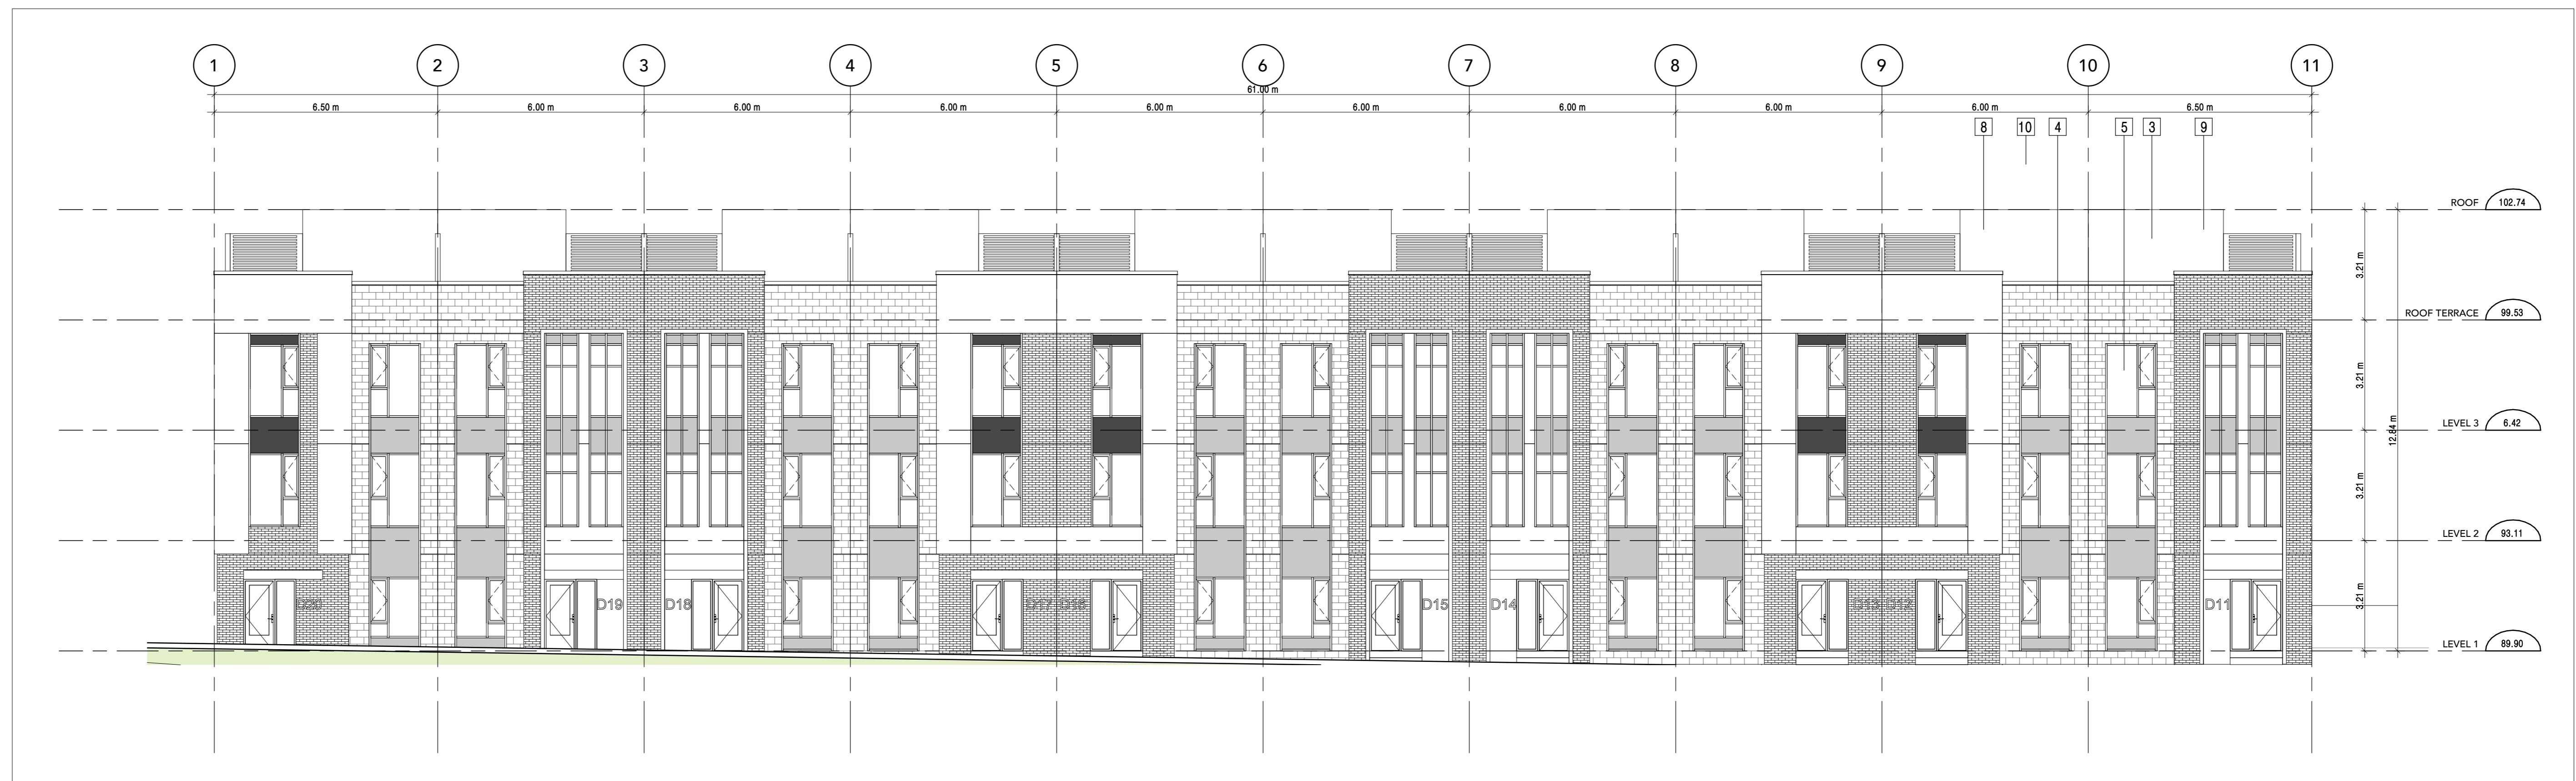 1 2 3 4 5 6 7 8 9 10 11
61.00 m
6.50 m 6.00 m 6.00 m 6.00 m 6.00 m 6.00 m 6.00 m 6.00 m 6.00 m 6.50 m
8 10 4 5 3 9
ROOF 102.74
3.21 m
ROOF TERRACE 99.53
3.21 m
LEVEL 3 6.42
12.84 m
3.21 m
LEVEL 2 93.11
3.21 m
D20 D19 D18 D17 D16 D15 D14 D13 D12 D11
LEVEL 1 89.90